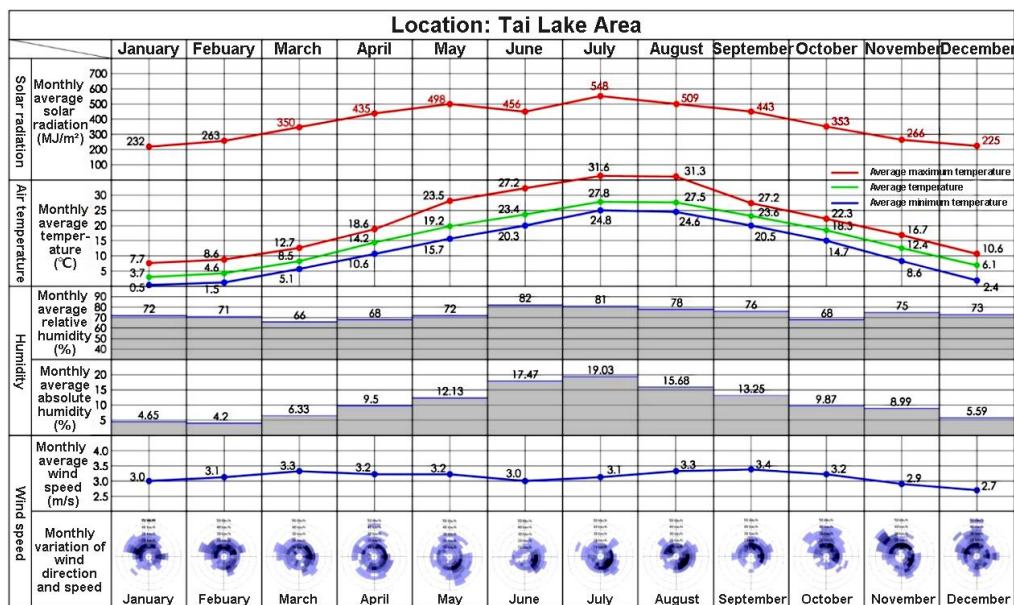 Location: Tai Lake Area
January Febuary March April May June July August September October November December
Solar radiation
Monthly
average
solar
radiation
(MJ/m²)
700
600
500
400
300
200
100
232 263 350 435 498 456 548 509 443 353 266 225
Air temperature
Monthly
average
temper-
ature
(°C)
30
25
20
15
10
5
Average maximum temperature
Average temperature
Average minimum temperature
7.7 8.6 12.7 18.6 23.5 27.2 31.6 31.3 27.2 22.3 16.7 10.6
3.7 4.6 8.5 14.2 19.2 23.4 27.8 27.5 23.6 18.3 12.4 6.1
0.5 1.5 5.1 10.6 15.7 20.3 24.8 24.6 20.5 14.7 8.6 2.4
Humidity
Monthly
average
relative
humidity
(%)
90
80
70
60
50
40
72 71 66 68 72 82 81 78 76 68 75 73
Monthly
average
absolute
humidity
(%)
20
15
10
5
4.65 4.2 6.33 9.5 12.13 17.47 19.03 15.68 13.25 9.87 8.99 5.59
Wind speed
Monthly
average
wind
speed
(m/s)
4.0
3.5
3.0
2.5
3.0 3.1 3.3 3.2 3.2 3.0 3.1 3.3 3.4 3.2 2.9 2.7
Monthly
variation of
wind
direction
and speed
January Febuary March April May June July August September October November December